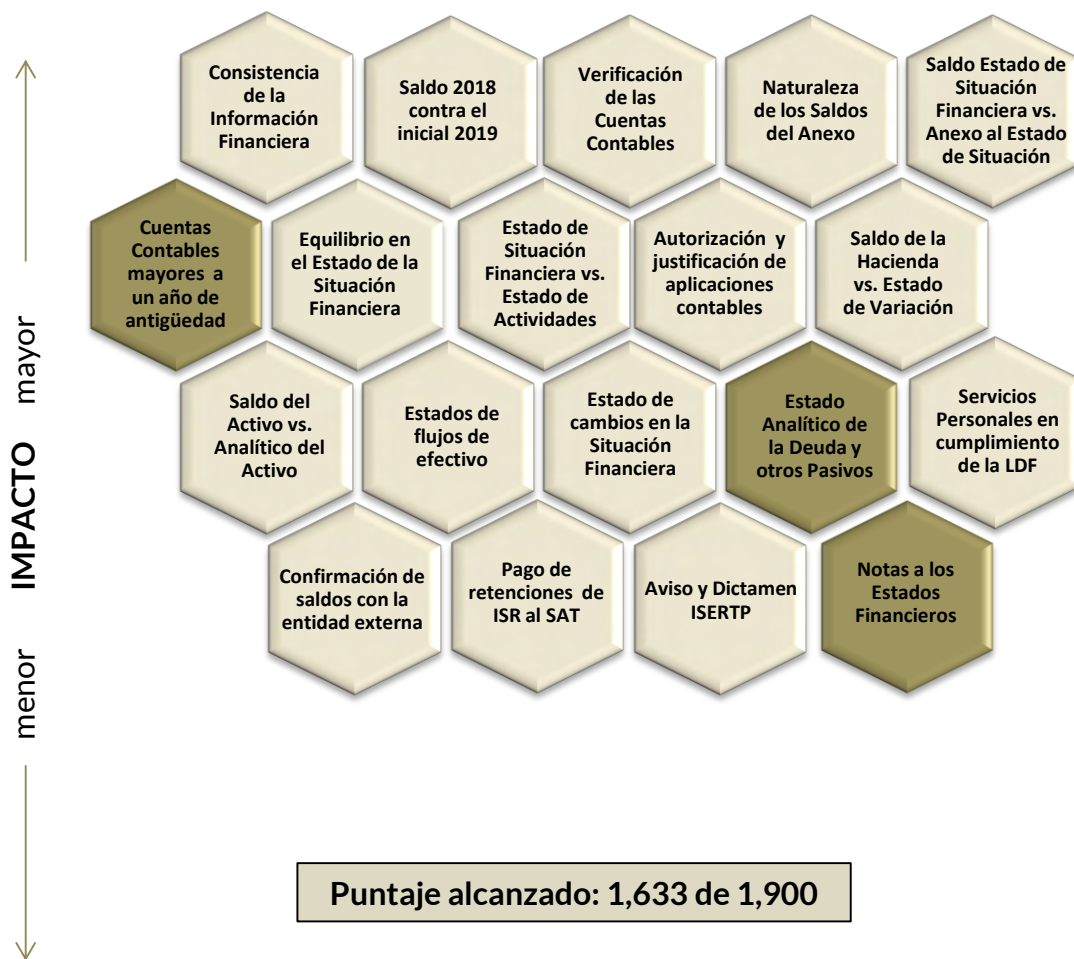 Consistencia
de la
Información
Financiera
Saldo 2018
contra el
inicial 2019
Verificación
de las
Cuentas
Contables
Naturaleza
de los Saldos
del Anexo
Saldo Estado de
Situación
Financiera vs.
Anexo al Estado
de Situación
Cuentas
Contables
mayores a
un año de
antigüedad
Equilibrio en
el Estado de la
Situación
Financiera
Estado de
Situación
Financiera vs.
Estado de
Actividades
Autorización y
justificación de
aplicaciones
contables
Saldo de la
Hacienda
vs. Estado
de Variación
Saldo del
Activo vs.
Analítico del
Activo
Estados de
flujos de
efectivo
Estado de
cambios en la
Situación
Financiera
Estado
Analítico de
la Deuda y
otros Pasivos
Servicios
Personales en
cumplimiento
de la LDF
Confirmación de
saldos con la
entidad externa
Pago de
retenciones de
ISR al SAT
Aviso y Dictamen
ISERTP
Notas a los
Estados
Financieros
menor IMPACTO mayor
Puntaje alcanzado: 1,633 de 1,900